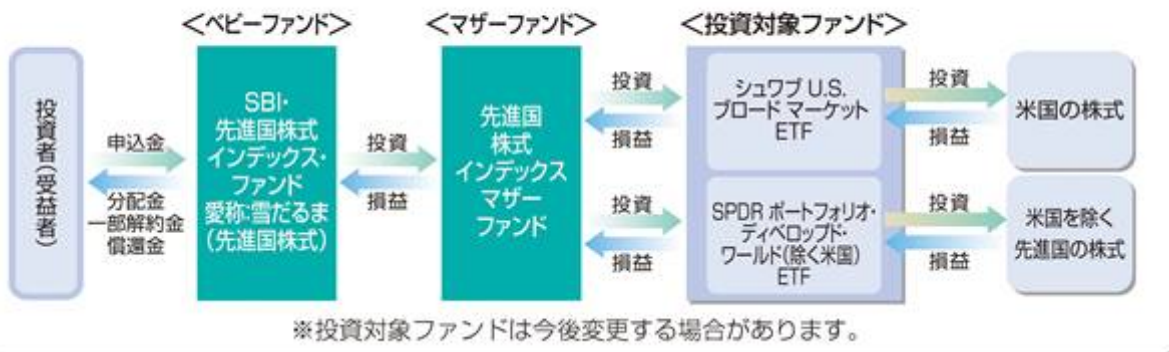 ＜ベビーファンド＞
＜マザーファンド＞
＜投資対象ファンド＞
投資者(受益者)
申込金
分配金
一部解約金
償還金
SBI・
先進国株式
インデックス・
ファンド
愛称:雪だるま
(先進国株式)
投資
損益
先進国
株式
インデックス
マザー
ファンド
投資
損益
投資
損益
シュワブ U.S.
ブロード マーケット
ETF
SPDR ポートフォリオ・
ディベロップド・
ワールド(除く米国)
ETF
投資
損益
投資
損益
米国の株式
米国を除く
先進国の株式
※投資対象ファンドは今後変更する場合があります。